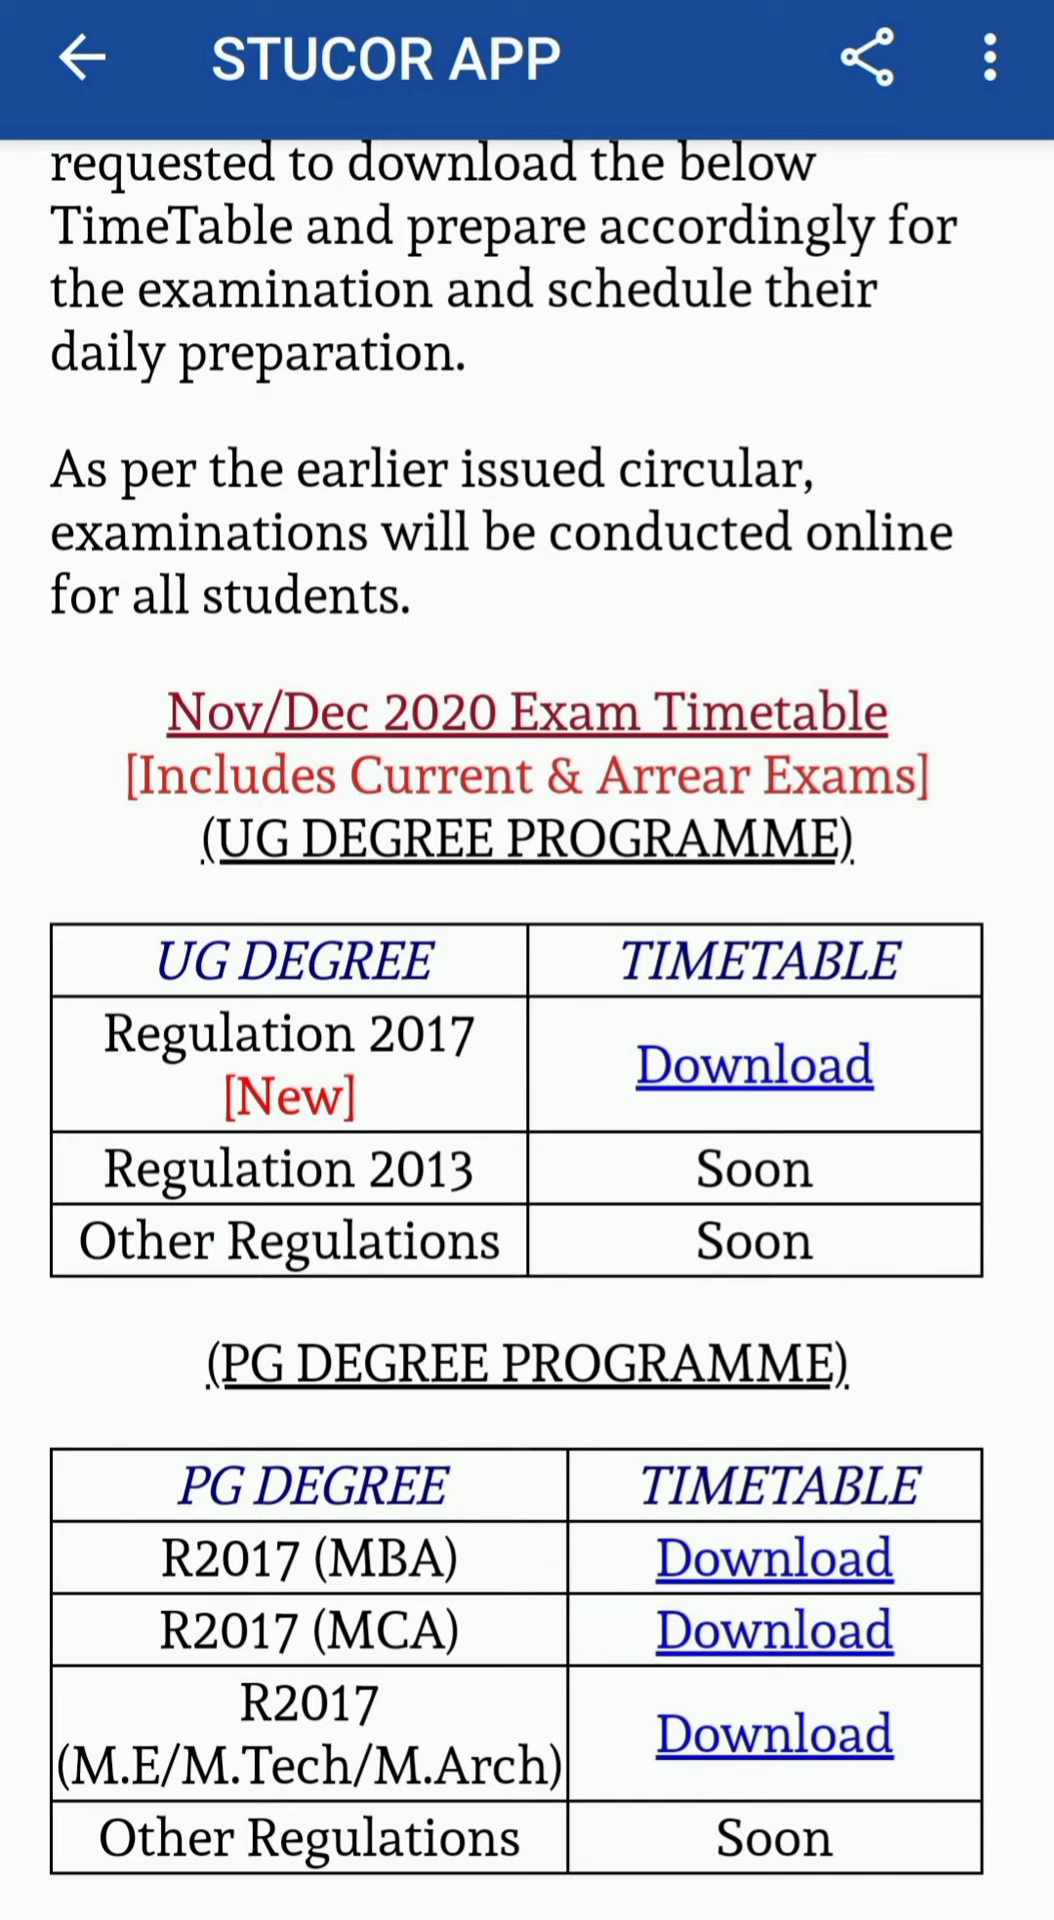 STUCOR APP
requested to download the below
TimeTable and prepare accordingly for
the examination and schedule their
daily preparation.
As per the earlier issued circular,
examinations will be conducted online
for all students.
Nov/Dec 2020 Exam Timetable
[Includes Current & Arrear Exams]
(UG DEGREE PROGRAMME)
UG DEGREE TIMETABLE
Regulation 2017
[New]
Download
Regulation 2013 Soon
Other Regulations Soon
(PG DEGREE PROGRAMME)
PG DEGREE TIMETABLE
R2017 (MBA) Download
R2017 (MCA) Download
R2017
(M.E/M.Tech/M.Arch)
Download
Other Regulations Soon